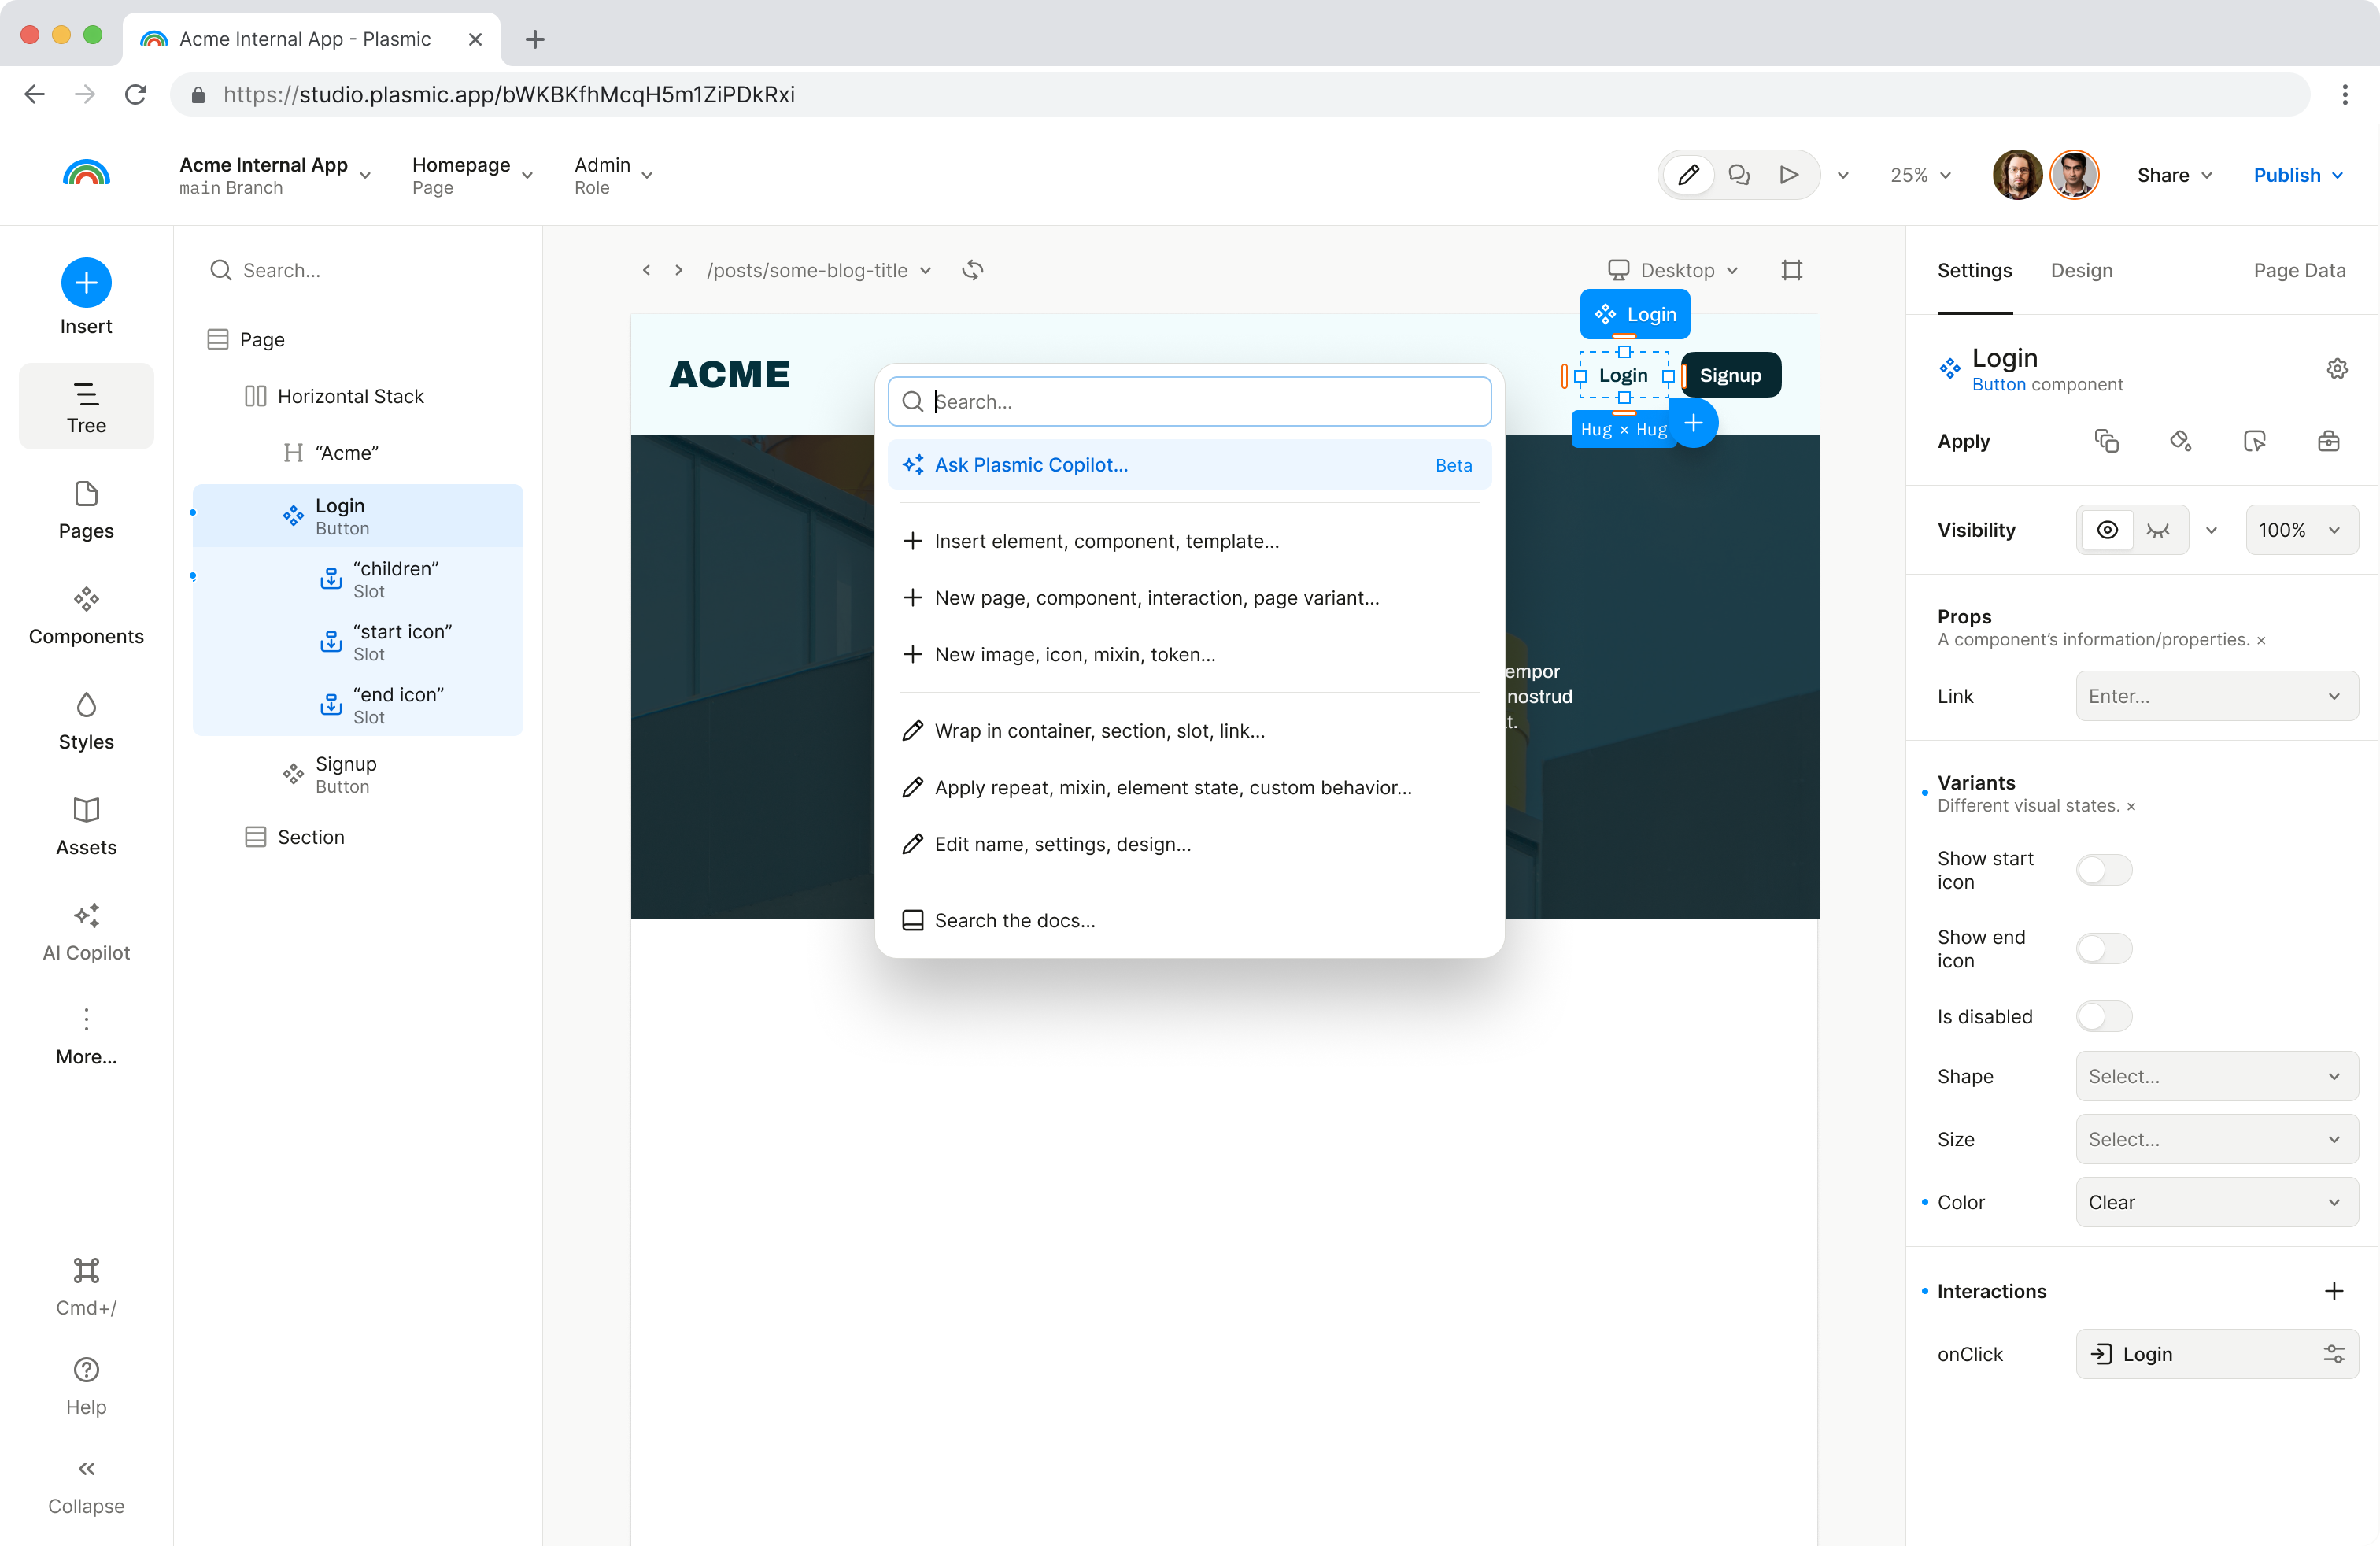 Acme Internal App - Plasmic
https://studio.plasmic.app/bWKBKfhMcqH5m1ZiPDkRxi
Acme Internal App
main Branch
Homepage
Page
Admin
Role
25%
Share
Publish
Insert
Tree
Pages
Components
Styles
Assets
AI Copilot
More...
Cmd+/
Help
Collapse
Search...
Page
Horizontal Stack
“Acme”
Login
Button
“children”
Slot
“start icon”
Slot
“end icon”
Slot
Signup
Button
Section
/posts/some-blog-title
Desktop
Login
ACME
Login
Signup
Hug × Hug
Search...
Ask Plasmic Copilot...
Beta
Insert element, component, template...
New page, component, interaction, page variant...
New image, icon, mixin, token...
Wrap in container, section, slot, link...
Apply repeat, mixin, element state, custom behavior...
Edit name, settings, design...
Search the docs...
empor
nostrud
t.
Settings
Design
Page Data
Login
Button component
Apply
Visibility
100%
Props
A component’s information/properties. ×
Link
Enter...
Variants
Different visual states. ×
Show start
icon
Show end
icon
Is disabled
Shape
Select...
Size
Select...
Color
Clear
Interactions
onClick
Login